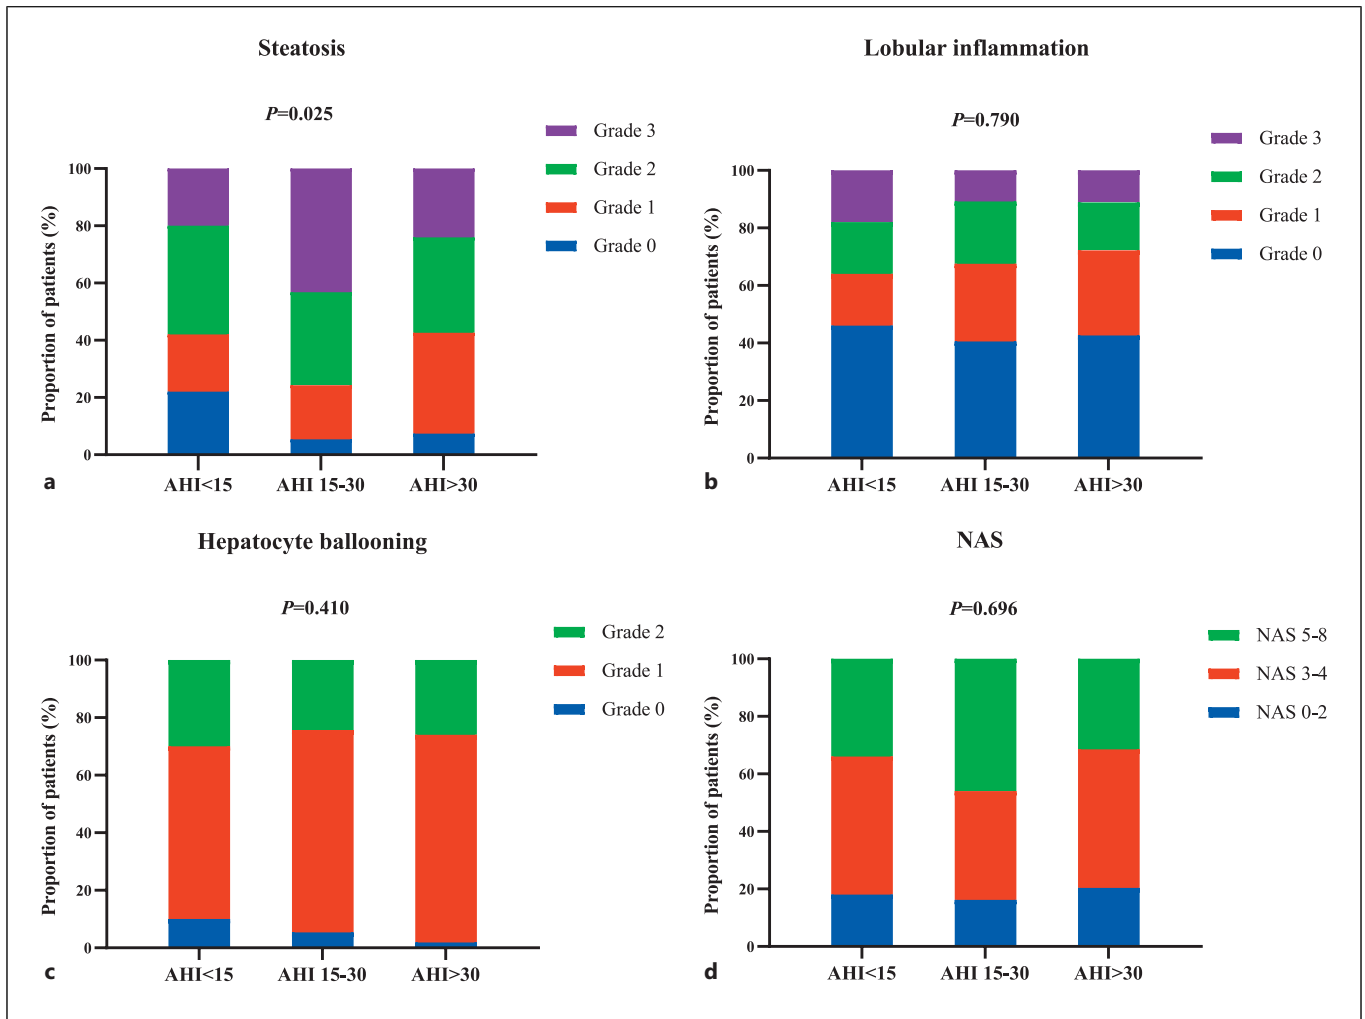 Steatosis
P=0.025
Grade 3
Grade 2
Grade 1
Grade 0
Proportion of patients (%)
100
80
60
40
20
0
AHI<15
AHI 15-30
AHI>30
a
Lobular inflammation
P=0.790
Grade 3
Grade 2
Grade 1
Grade 0
Proportion of patients (%)
100
80
60
40
20
0
AHI<15
AHI 15-30
AHI>30
b
Hepatocyte ballooning
P=0.410
Grade 2
Grade 1
Grade 0
Proportion of patients (%)
100
80
60
40
20
0
AHI<15
AHI 15-30
AHI>30
c
NAS
P=0.696
NAS 5-8
NAS 3-4
NAS 0-2
Proportion of patients (%)
100
80
60
40
20
0
AHI<15
AHI 15-30
AHI>30
d